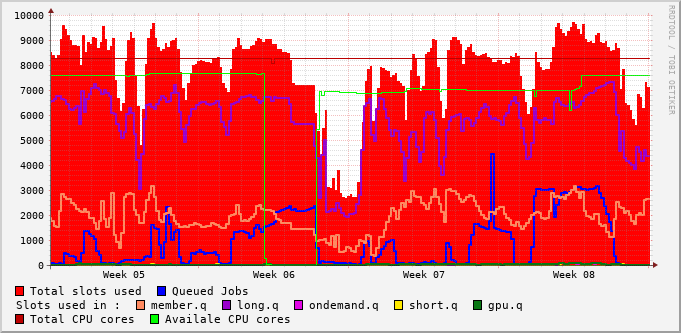 RRDTOOL / TOBI OETIKER
10000
9000
8000
7000
6000
5000
4000
3000
2000
1000
0
Week 05 Week 06 Week 07 Week 08
Total slots used Queued Jobs
Slots used in : member.q long.q ondemand.q short.q gpu.q
Total CPU cores Availale CPU cores